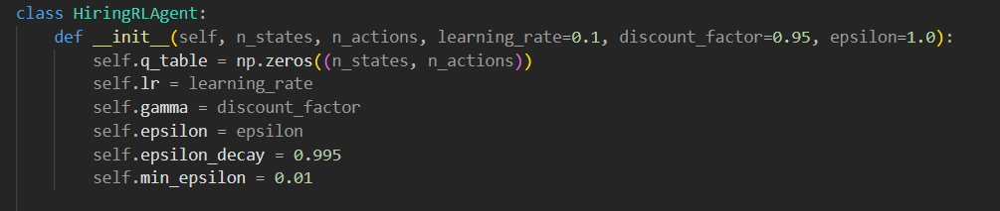 class HiringRLAgent:
    def __init__(self, n_states, n_actions, learning_rate=0.1, discount_factor=0.95, epsilon=1.0):
        self.q_table = np.zeros((n_states, n_actions))
        self.lr = learning_rate
        self.gamma = discount_factor
        self.epsilon = epsilon
        self.epsilon_decay = 0.995
        self.min_epsilon = 0.01